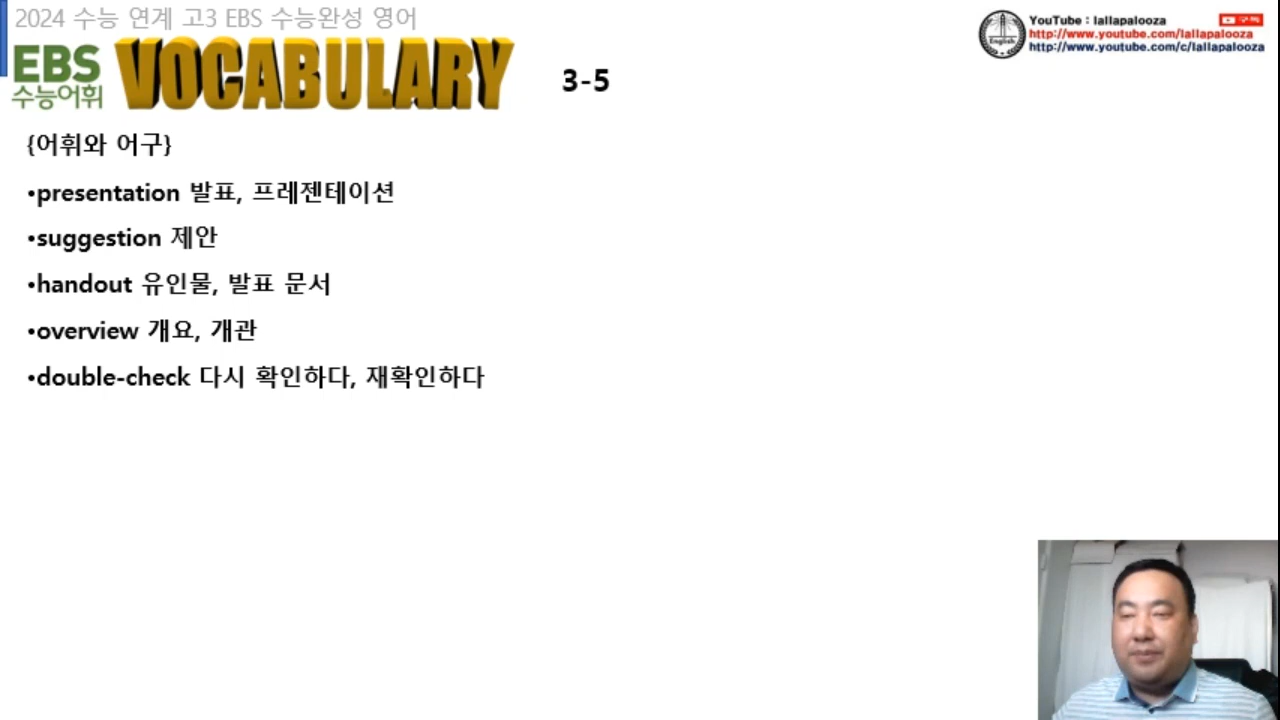 2024 수능 연계 고3 EBS 수능완성 영어
EBS
수능어휘
VOCABULARY
3-5
YouTube : lallapalooza
구독
http://www.youtube.com/lallapalooza
http://www.youtube.com/c/lallapalooza
English
{어휘와 어구}
•presentation 발표, 프레젠테이션
•suggestion 제안
•handout 유인물, 발표 문서
•overview 개요, 개관
•double-check 다시 확인하다, 재확인하다